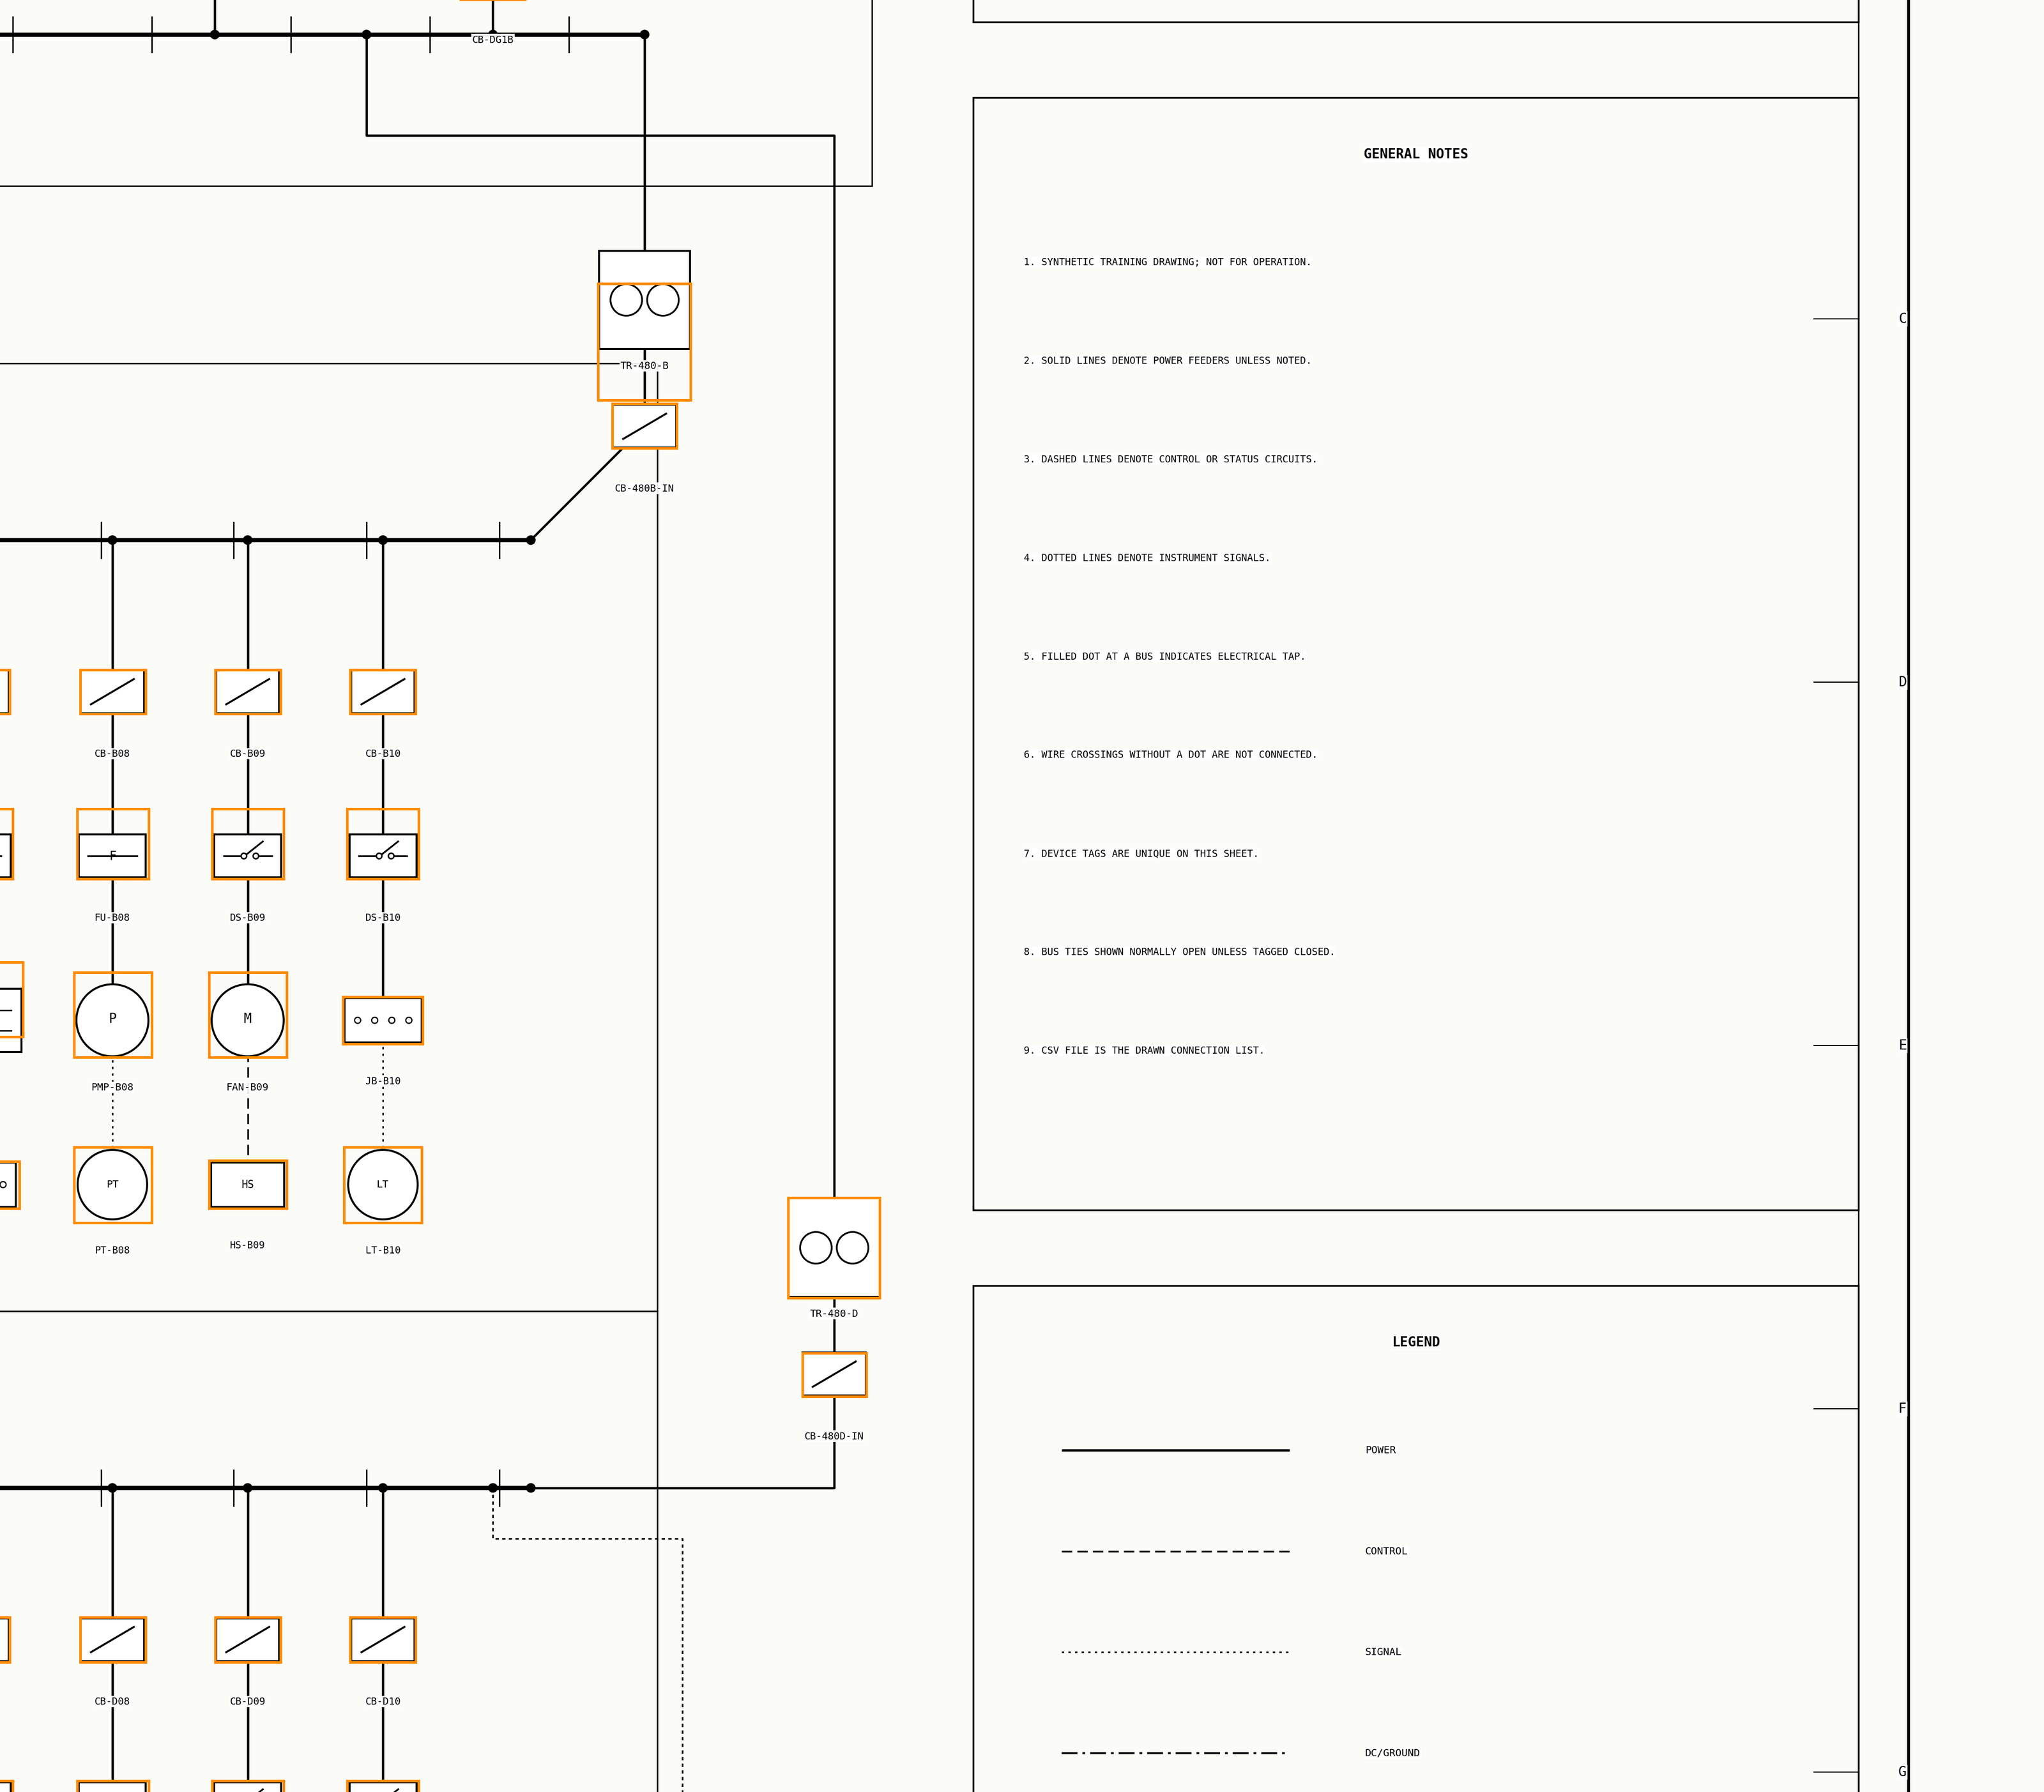 CB-DG1B
GENERAL NOTES
1. SYNTHETIC TRAINING DRAWING; NOT FOR OPERATION.
C
2. SOLID LINES DENOTE POWER FEEDERS UNLESS NOTED.
TR-480-B
3. DASHED LINES DENOTE CONTROL OR STATUS CIRCUITS.
CB-480B-IN
4. DOTTED LINES DENOTE INSTRUMENT SIGNALS.
5. FILLED DOT AT A BUS INDICATES ELECTRICAL TAP.
D
6. WIRE CROSSINGS WITHOUT A DOT ARE NOT CONNECTED.
CB-B08 CB-B09 CB-B10
7. DEVICE TAGS ARE UNIQUE ON THIS SHEET.
F
FU-B08 DS-B09 DS-B10
8. BUS TIES SHOWN NORMALLY OPEN UNLESS TAGGED CLOSED.
P M
9. CSV FILE IS THE DRAWN CONNECTION LIST.
E
PMP-B08 FAN-B09 JB-B10
PT HS LT
PT-B08 HS-B09 LT-B10
TR-480-D
LEGEND
F
CB-480D-IN
POWER
CONTROL
SIGNAL
CB-D08 CB-D09 CB-D10
DC/GROUND
G